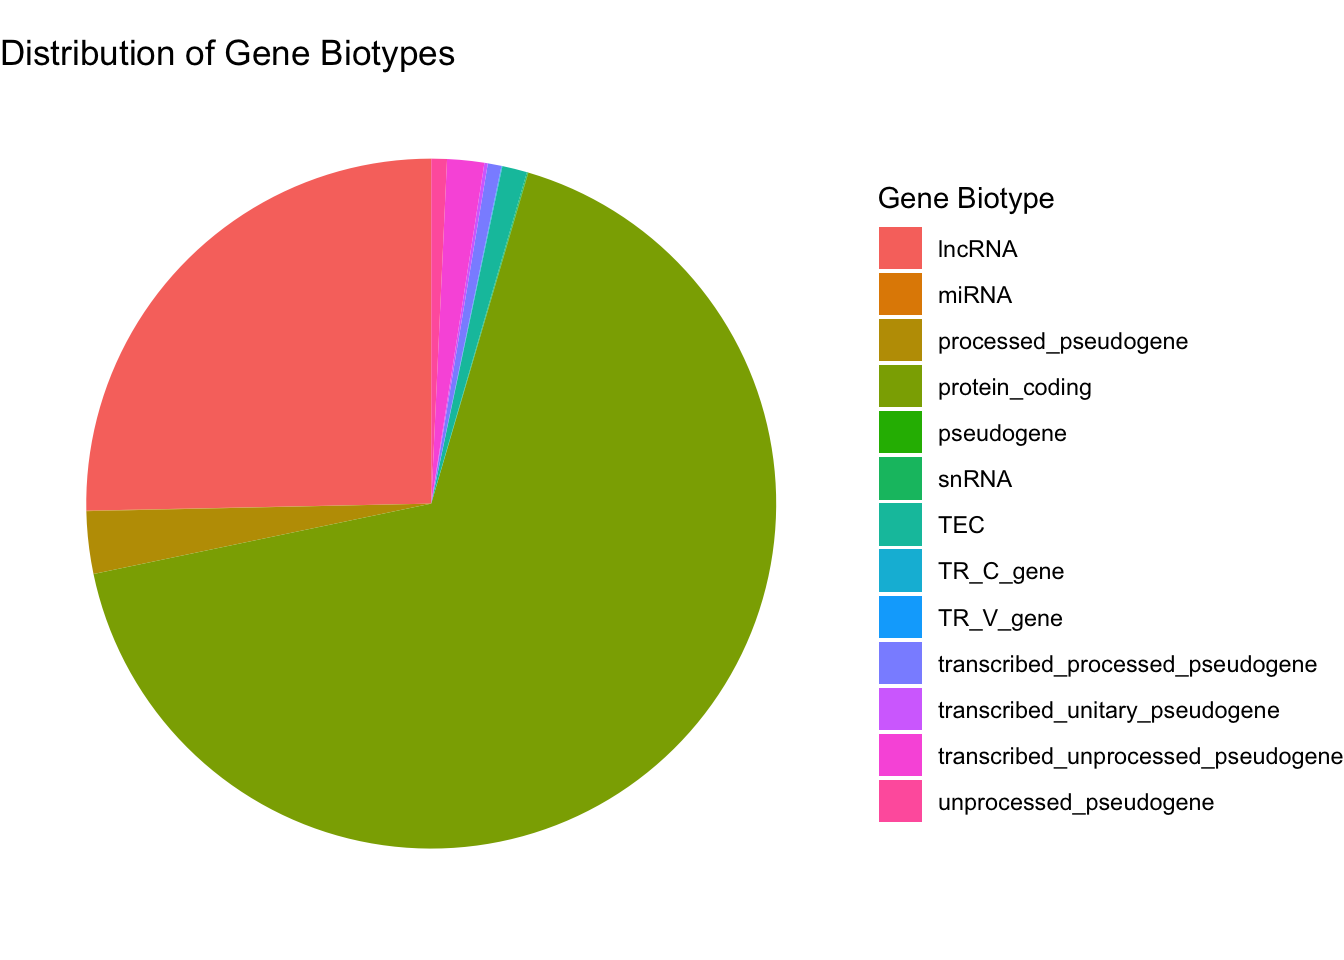 Distribution of Gene Biotypes
Gene Biotype
lncRNA
miRNA
processed_pseudogene
protein_coding
pseudogene
snRNA
TEC
TR_C_gene
TR_V_gene
transcribed_processed_pseudogene
transcribed_unitary_pseudogene
transcribed_unprocessed_pseudogene
unprocessed_pseudogene